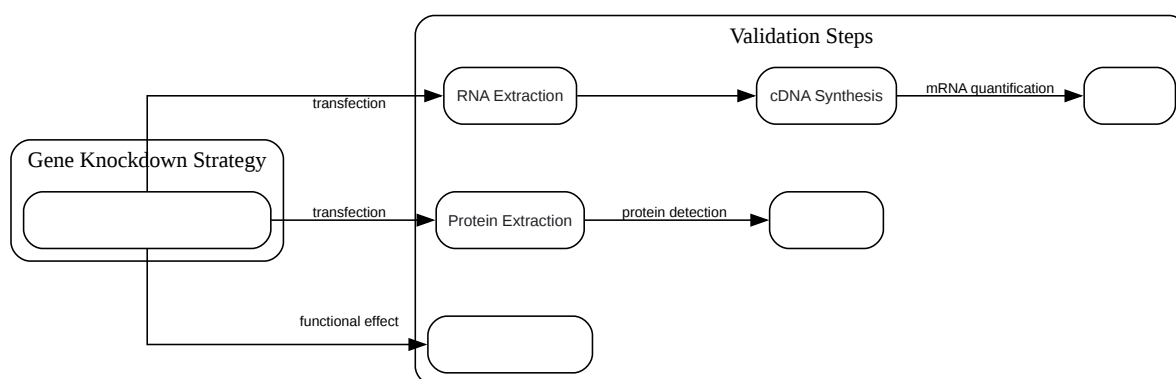 Validation Steps
transfection
RNA Extraction
cDNA Synthesis
mRNA quantification
Gene Knockdown Strategy
transfection
Protein Extraction
protein detection
functional effect